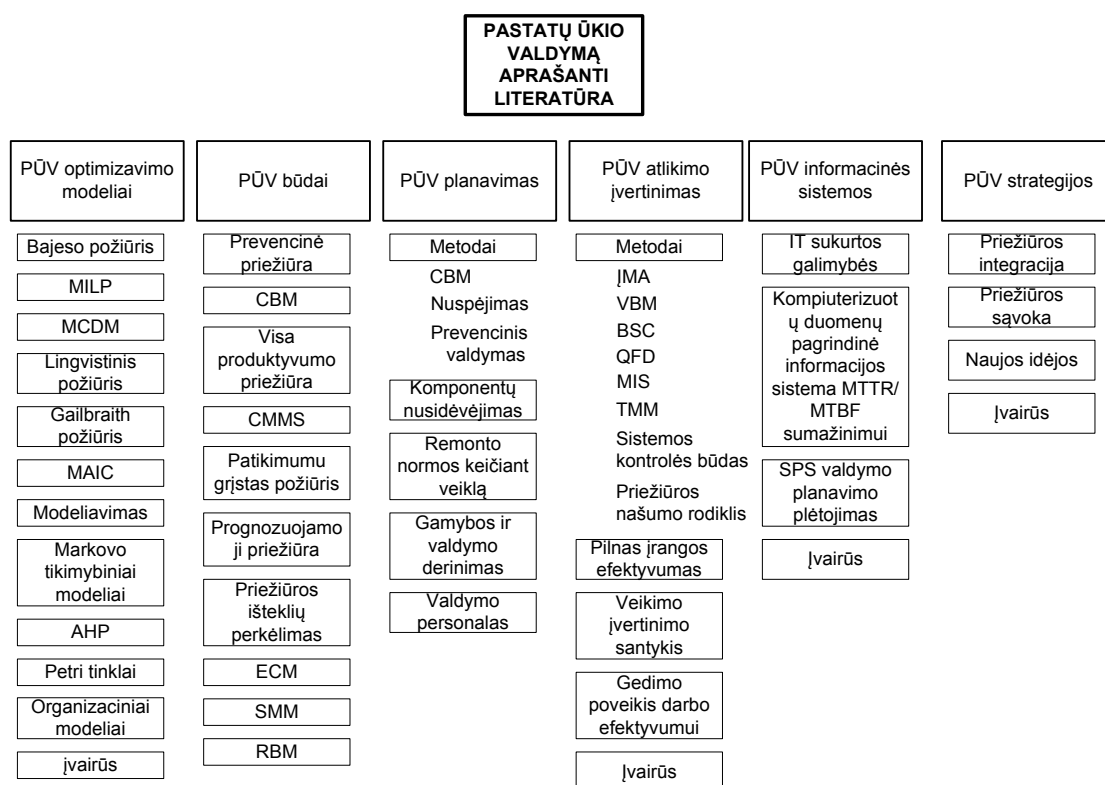 PASTATŲ ŪKIO
VALDYMĄ
APRAŠANTI
LITERATŪRA
PŪV optimizavimo
modeliai
Bajeso požiūris
MILP
MCDM
Lingvistinis
požiūris
Gailbraith
požiūris
MAIC
Modeliavimas
Markovo
tikimybiniai
modeliai
AHP
Petri tinklai
Organizaciniai
modeliai
įvairūs
PŪV būdai
Prevencinė
priežiūra
CBM
Visa
produktyvumo
priežiūra
CMMS
Patikimumu
grįstas požiūris
Prognozuojamo
ji priežiūra
Priežiūros
išteklių
perkėlimas
ECM
SMM
RBM
PŪV planavimas
Metodai
CBM
Nuspėjimas
Prevencinis
valdymas
Komponentų
nusidėvėjimas
Remonto
normos keičiant
veiklą
Gamybos ir
valdymo
derinimas
Valdymo
personalas
PŪV atlikimo
įvertinimas
Metodai
ĮMA
VBM
BSC
QFD
MIS
TMM
Sistemos
kontrolės būdas
Priežiūros
našumo rodiklis
Pilnas įrangos
efektyvumas
Veikimo
įvertinimo
santykis
Gedimo
poveikis darbo
efektyvumui
Įvairūs
PŪV informacinės
sistemos
IT sukurtos
galimybės
Kompiuterizuot
ų duomenų
pagrindinė
informacijos
sistema MTTR/
MTBF
sumažinimui
SPS valdymo
planavimo
plėtojimas
Įvairūs
PŪV strategijos
Priežiūros
integracija
Priežiūros
sąvoka
Naujos idėjos
Įvairūs